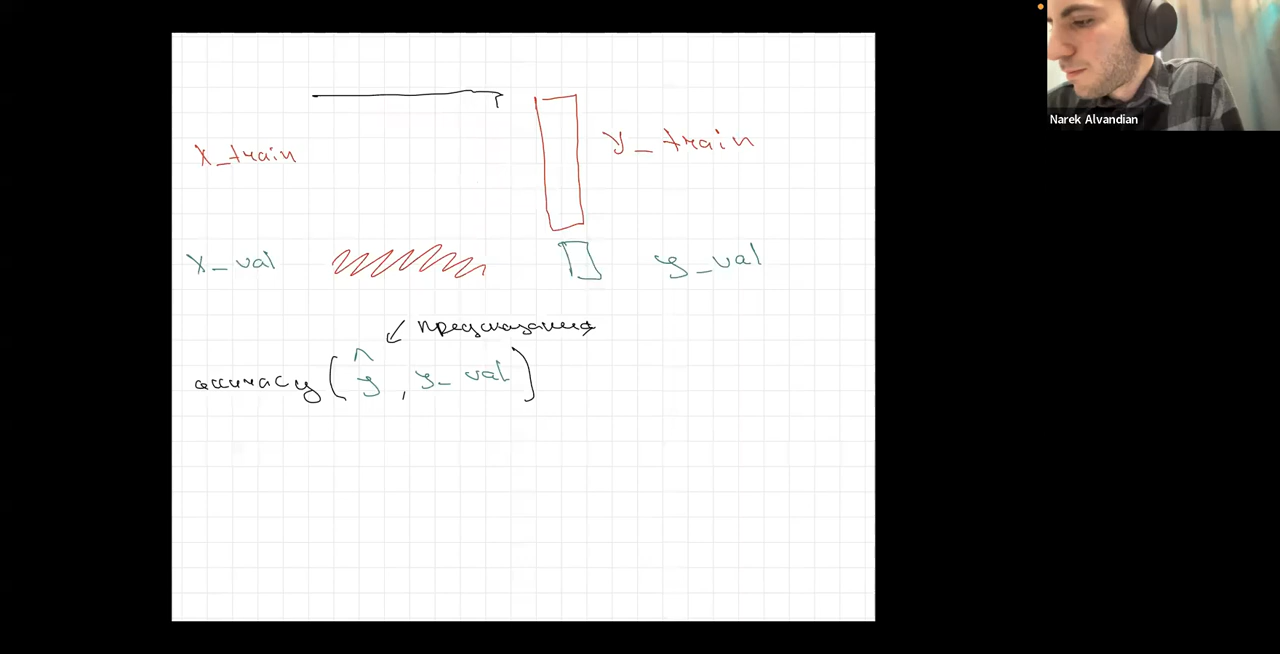 Narek Alvandian
X_train
y_train
X_val
y_val
предсказания
accuracy(ŷ, y_val)